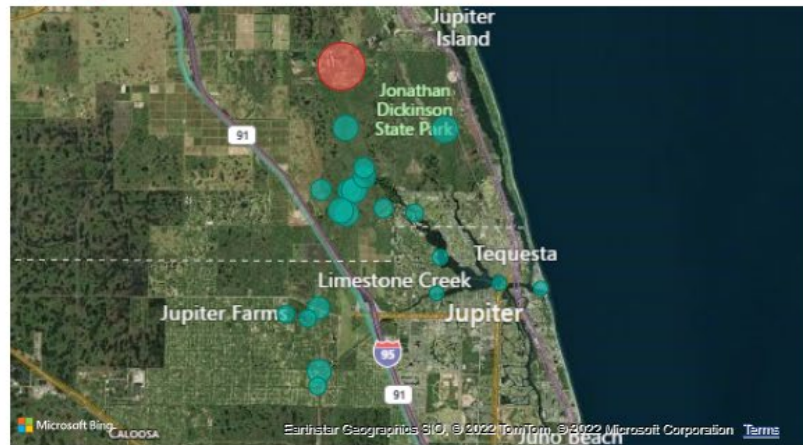 Jupiter
Island
Jonathan
Dickinson
State Park
91
Tequesta
Limestone Creek
Jupiter Farms
Jupiter
95
91
Microsoft Bing
CALOOSA
Earthstar Geographics SIO, © 2022 TomTom, © 2022 Microsoft Corporation Terms
Juno Beach